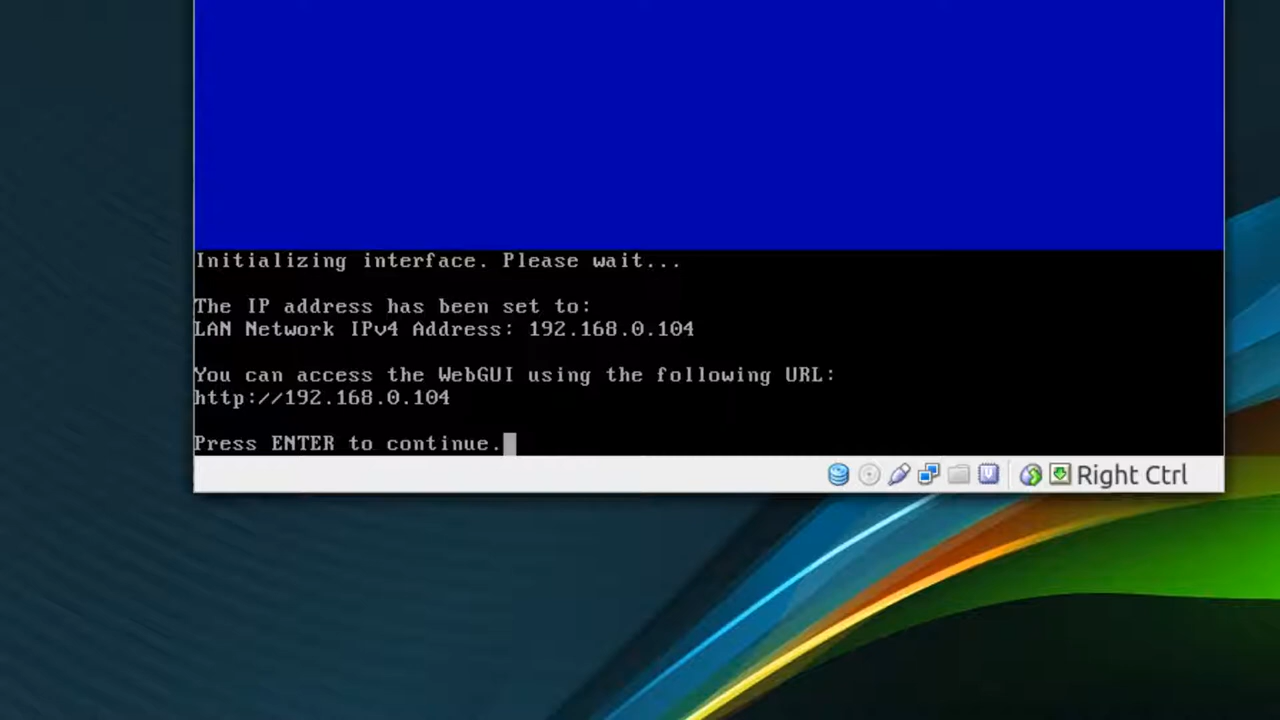 Initializing interface. Please wait...
The IP address has been set to:
LAN Network IPv4 Address: 192.168.0.104
You can access the WebGUI using the following URL:
http://192.168.0.104
Press ENTER to continue.
Right Ctrl